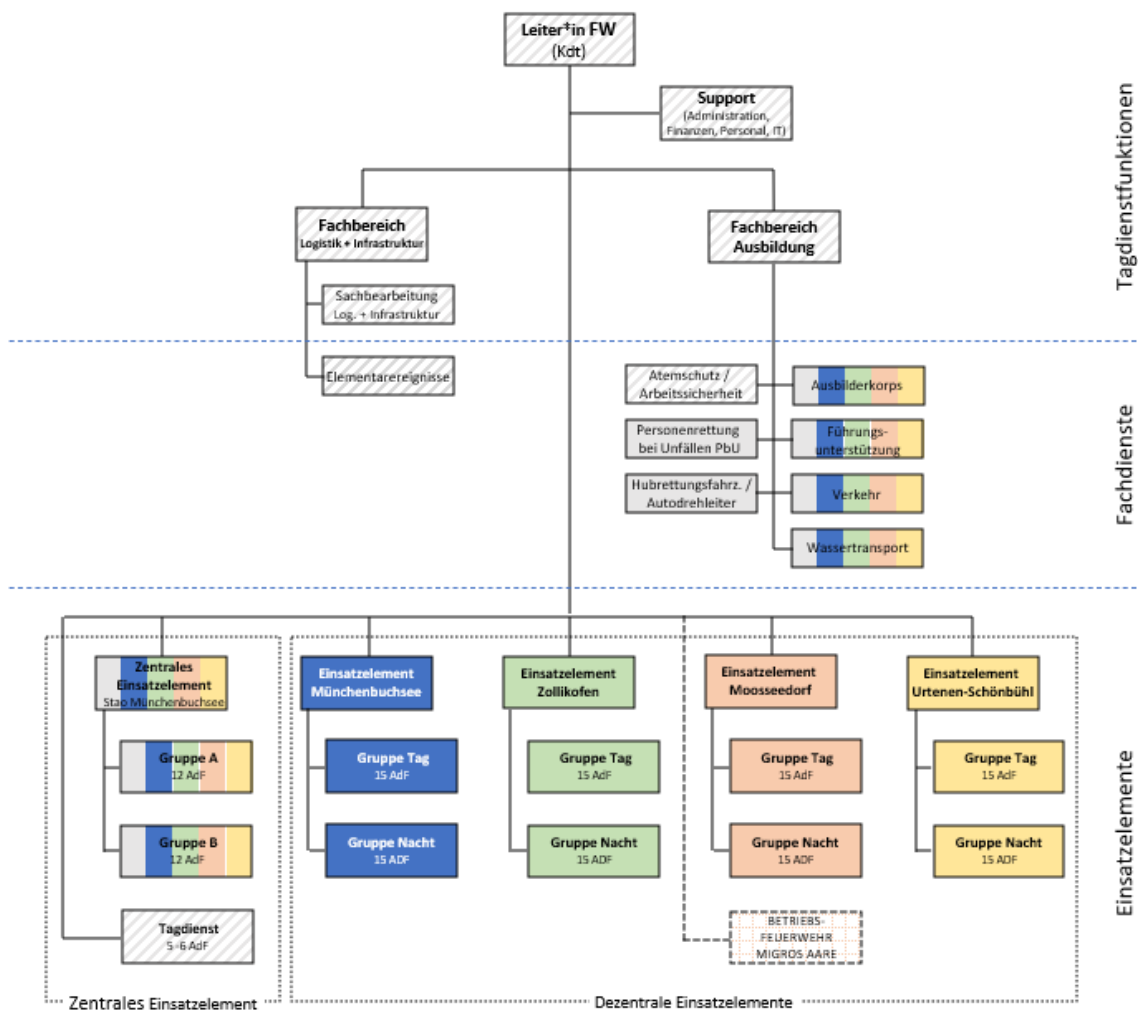 Leiter*in FW
(Kdt)
Support
(Administration,
Finanzen, Personal, IT)
Tagdienstfunktionen
Fachbereich
Logistik + Infrastruktur
Fachbereich
Ausbildung
Sachbearbeitung
Log. + Infrastruktur
Elementarereignisse
Atemschutz /
Arbeitssicherheit
Ausbilderkorps
Personenrettung
bei Unfällen PbU
Führungs-
unterstützung
Hubrettungsfahrz. /
Autodrehleiter
Verkehr
Wassertransport
Fachdienste
Zentrales
Einsatzelement
Stao Münchenbuchsee
Einsatzelement
Münchenbuchsee
Einsatzelement
Zollikofen
Einsatzelement
Moosseedorf
Einsatzelement
Urtenen-Schönbühl
Gruppe A
12 AdF
Gruppe Tag
15 AdF
Gruppe Tag
15 AdF
Gruppe Tag
15 AdF
Gruppe Tag
15 AdF
Gruppe B
12 AdF
Gruppe Nacht
15 ADF
Gruppe Nacht
15 ADF
Gruppe Nacht
15 ADF
Gruppe Nacht
15 ADF
Tagdienst
5 -6 AdF
BETRIEBS-
FEUERWEHR
MIGROS AARE
Einsatzelemente
Zentrales Einsatzelement
Dezentrale Einsatzelemente